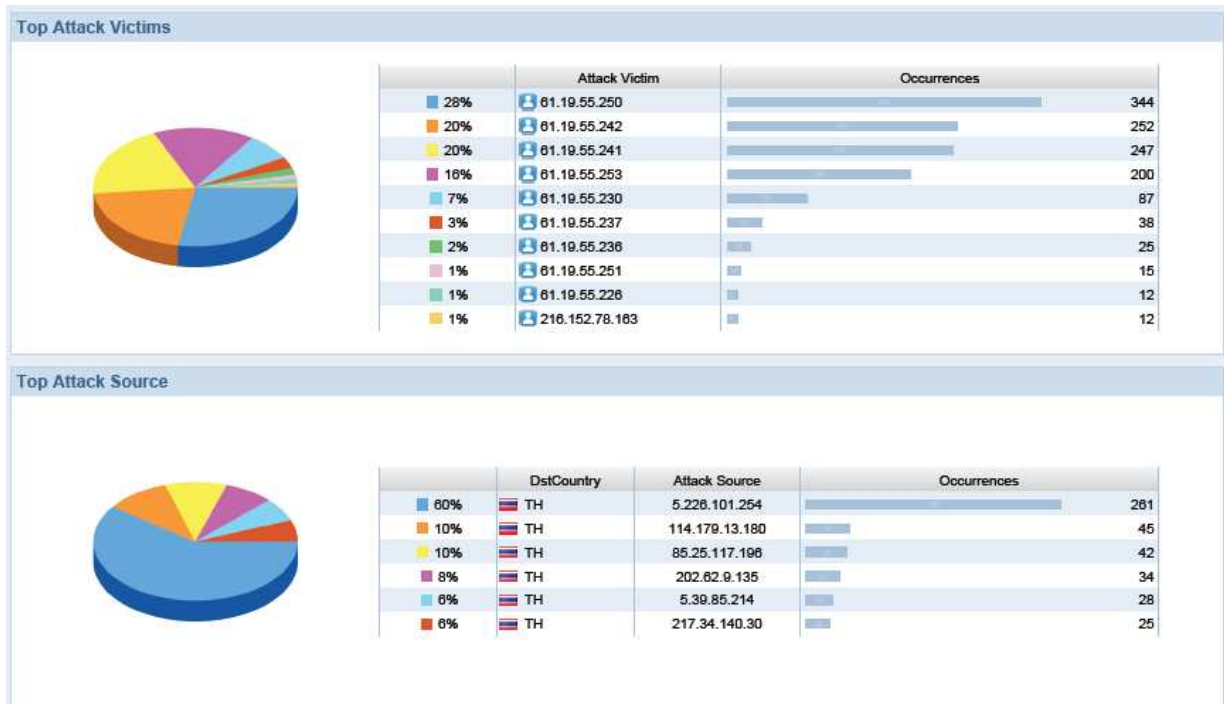 Top Attack Victims
Attack Victim Occurrences
28% 61.19.55.250 344
20% 61.19.55.242 252
20% 61.19.55.241 247
16% 61.19.55.253 200
7% 61.19.55.230 87
3% 61.19.55.237 38
2% 61.19.55.236 25
1% 61.19.55.251 15
1% 61.19.55.226 12
1% 216.152.78.163 12
Top Attack Source
DstCountry Attack Source Occurrences
60% TH 5.226.101.254 261
10% TH 114.179.13.180 45
10% TH 85.25.117.196 42
8% TH 202.62.9.135 34
6% TH 5.39.85.214 28
6% TH 217.34.140.30 25